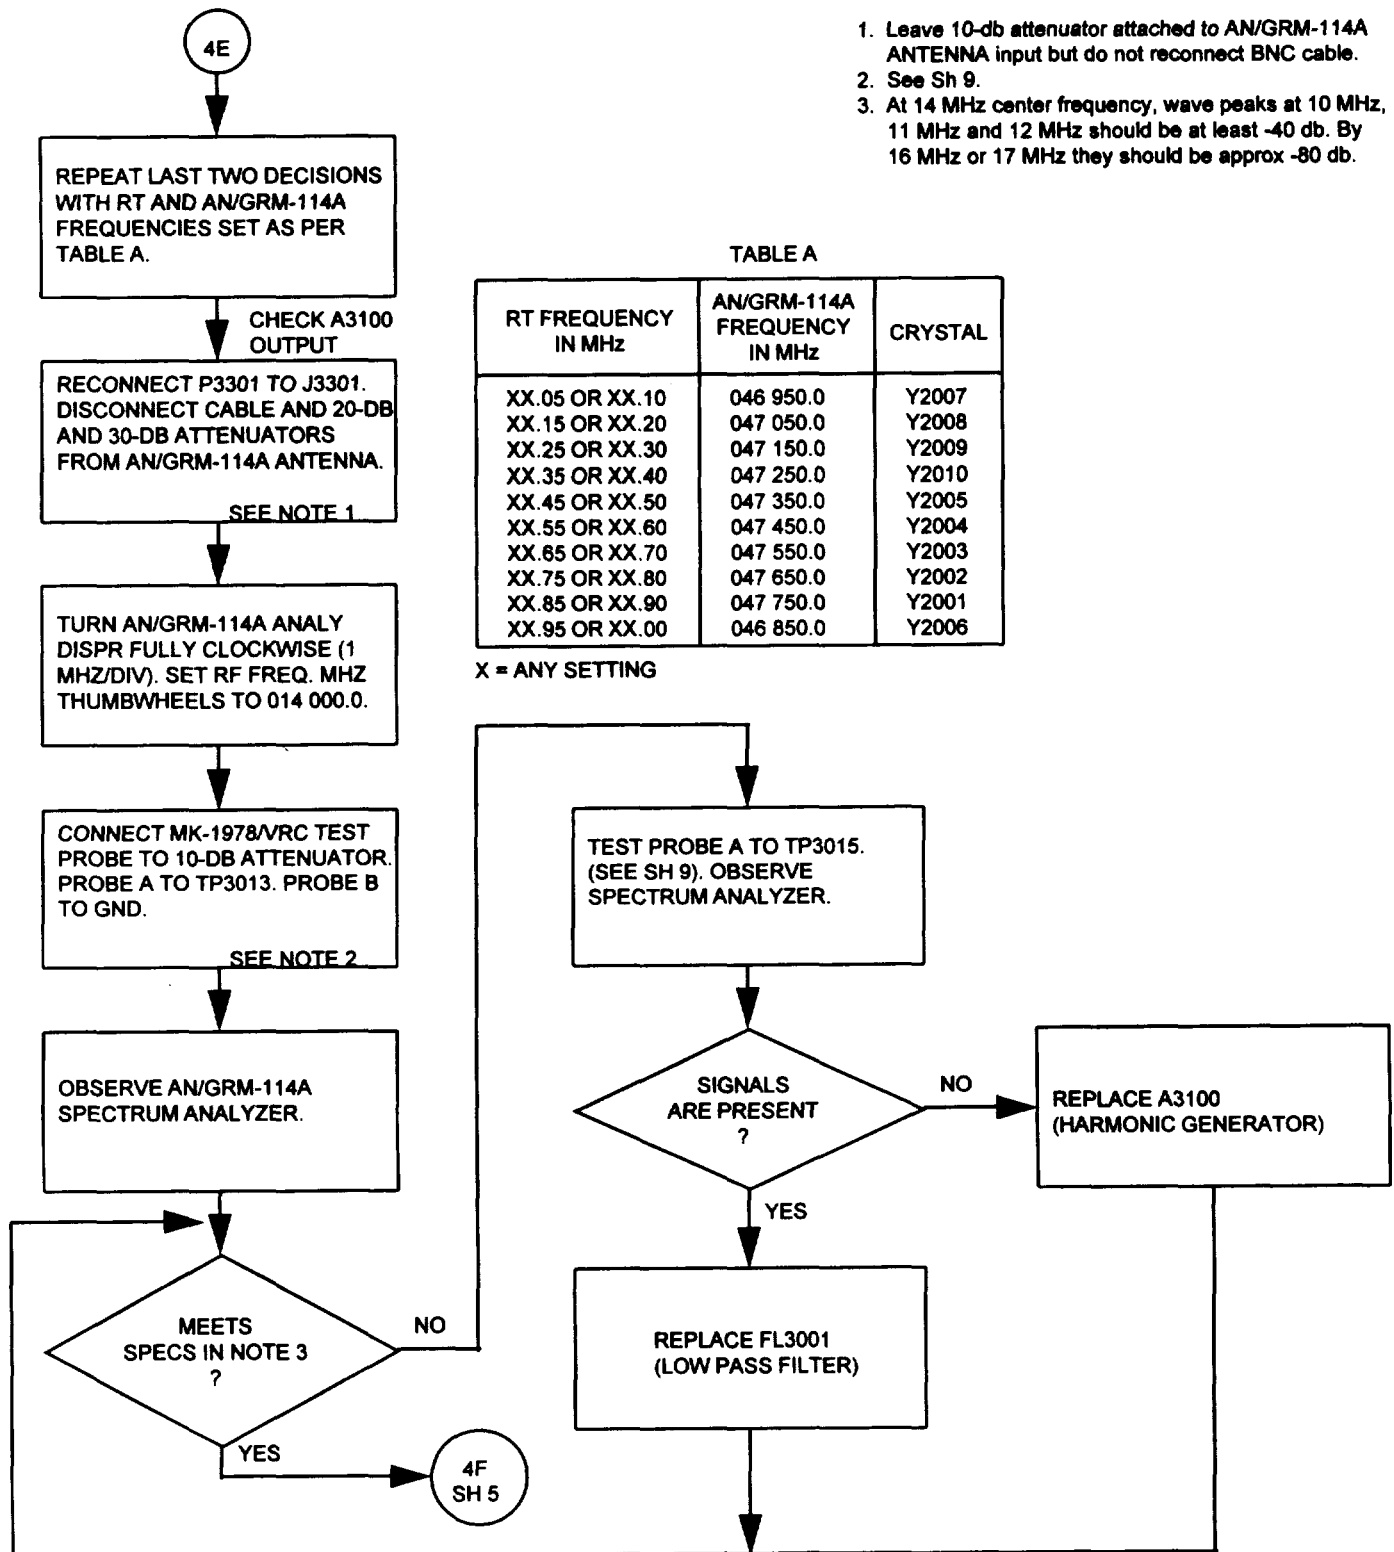 4E
1. Leave 10-db attenuator attached to AN/GRM-114A
ANTENNA input but do not reconnect BNC cable.
2. See Sh 9.
3. At 14 MHz center frequency, wave peaks at 10 MHz,
11 MHz and 12 MHz should be at least -40 db. By
16 MHz or 17 MHz they should be approx -80 db.
REPEAT LAST TWO DECISIONS
WITH RT AND AN/GRM-114A
FREQUENCIES SET AS PER
TABLE A.
CHECK A3100
OUTPUT
RECONNECT P3301 TO J3301.
DISCONNECT CABLE AND 20-DB
AND 30-DB ATTENUATORS
FROM AN/GRM-114A ANTENNA.
SEE NOTE 1
TURN AN/GRM-114A ANALY
DISPR FULLY CLOCKWISE (1
MHZ/DIV). SET RF FREQ. MHZ
THUMBWHEELS TO 014 000.0.
CONNECT MK-1978/VRC TEST
PROBE TO 10-DB ATTENUATOR.
PROBE A TO TP3013. PROBE B
TO GND.
SEE NOTE 2
OBSERVE AN/GRM-114A
SPECTRUM ANALYZER.
MEETS
SPECS IN NOTE 3
?
NO
YES
4F
SH 5
TABLE A
RT FREQUENCY
IN MHz
AN/GRM-114A
FREQUENCY
IN MHz
CRYSTAL
XX.05 OR XX.10 046 950.0 Y2007
XX.15 OR XX.20 047 050.0 Y2008
XX.25 OR XX.30 047 150.0 Y2009
XX.35 OR XX.40 047 250.0 Y2010
XX.45 OR XX.50 047 350.0 Y2005
XX.55 OR XX.60 047 450.0 Y2004
XX.65 OR XX.70 047 550.0 Y2003
XX.75 OR XX.80 047 650.0 Y2002
XX.85 OR XX.90 047 750.0 Y2001
XX.95 OR XX.00 046 850.0 Y2006
X = ANY SETTING
TEST PROBE A TO TP3015.
(SEE SH 9). OBSERVE
SPECTRUM ANALYZER.
SIGNALS
ARE PRESENT
?
NO
REPLACE A3100
(HARMONIC GENERATOR)
YES
REPLACE FL3001
(LOW PASS FILTER)